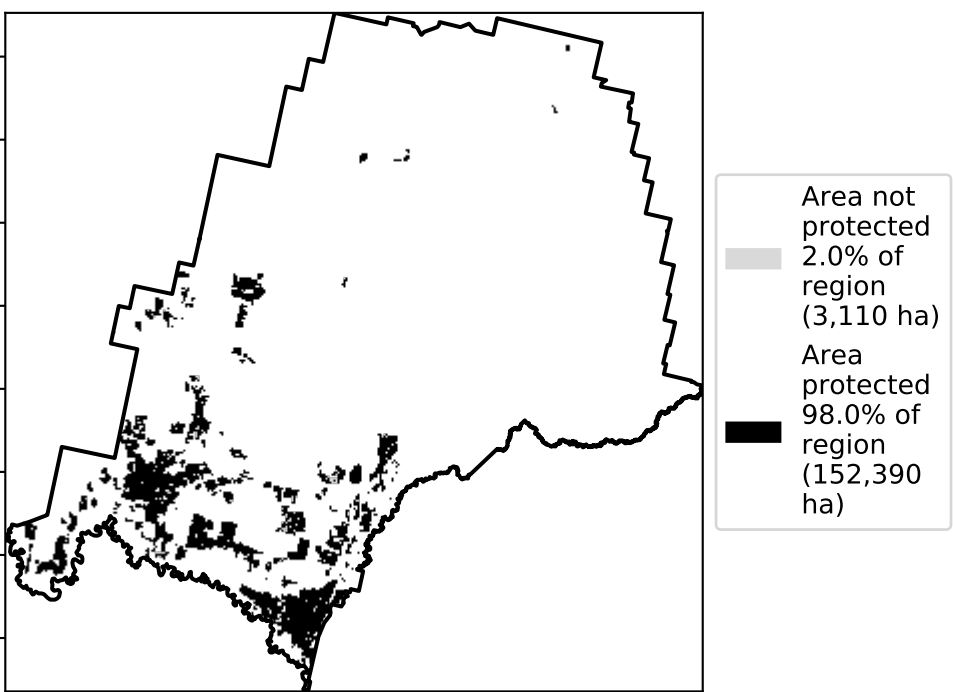 Area not
protected
2.0% of
region
(3,110 ha)
Area
protected
98.0% of
region
(152,390
ha)